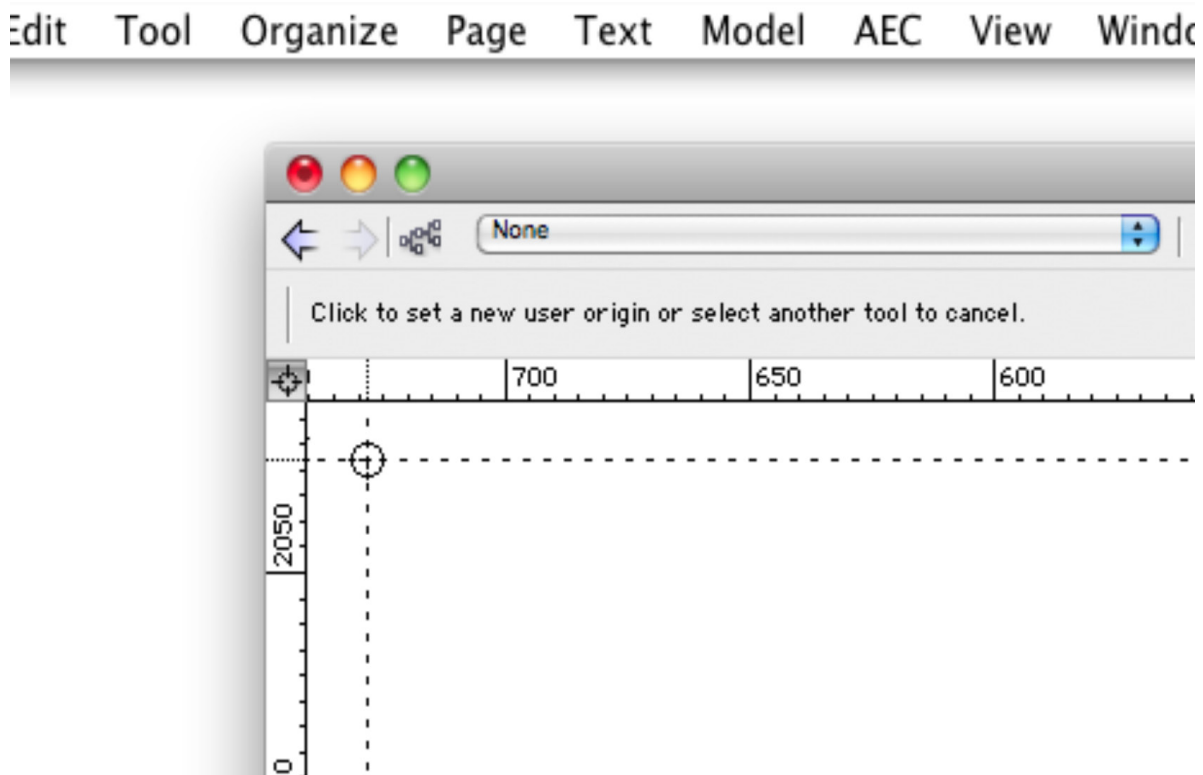 Edit Tool Organize Page Text Model AEC View Windo
None
Click to set a new user origin or select another tool to cancel.
700 650 600
2050
0